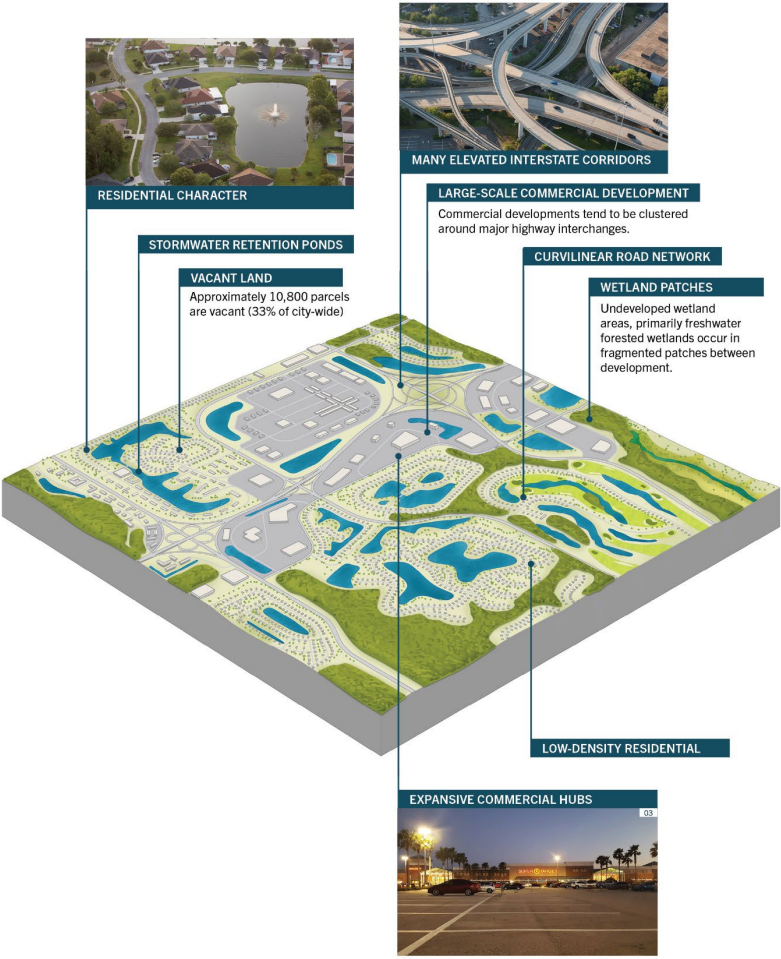 MANY ELEVATED INTERSTATE CORRIDORS
RESIDENTIAL CHARACTER
LARGE-SCALE COMMERCIAL DEVELOPMENT
Commercial developments tend to be clustered
around major highway interchanges.
STORMWATER RETENTION PONDS
CURVILINEAR ROAD NETWORK
VACANT LAND
Approximately 10,800 parcels
are vacant (33% of city-wide)
WETLAND PATCHES
Undeveloped wetland
areas, primarily freshwater
forested wetlands occur in
fragmented patches between
development.
LOW-DENSITY RESIDENTIAL
EXPANSIVE COMMERCIAL HUBS
03